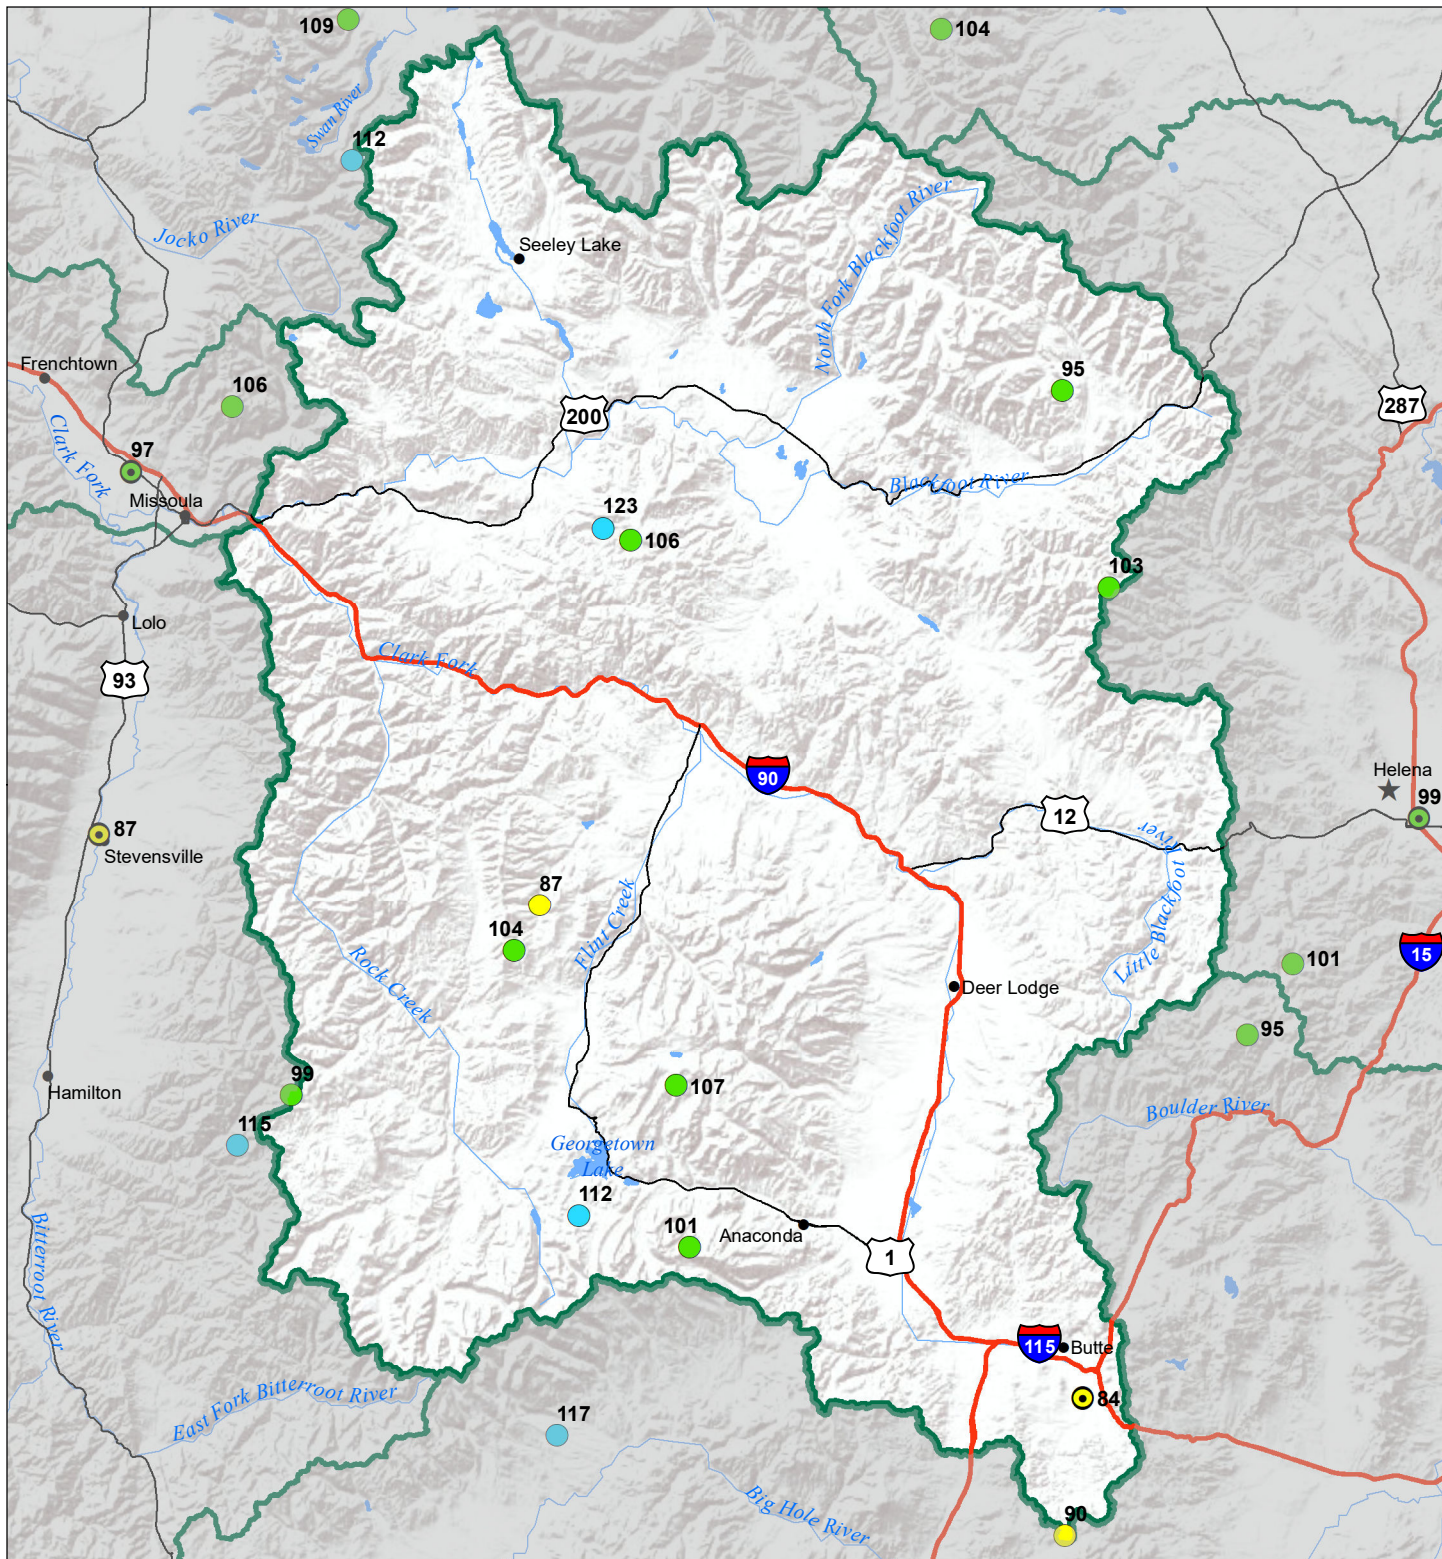 109
104
Swan River
112
Jocko River
Seeley Lake
North Fork Blackfoot River
Frenchtown
106
95
200
287
Clark Fork
97
Missoula
Blackfoot River
123
106
103
Lolo
93
Clark Fork
90
Helena
99
12
Little Blackfoot
River
87
Stevensville
87
104
Flint Creek
Rock Creek
Deer Lodge
101
15
95
Hamilton
99
107
115
Boulder River
Georgetown
Lake
112
101
Anaconda
1
Bitterroot River
115
Butte
84
East Fork Bitterroot River
117
Big Hole River
90